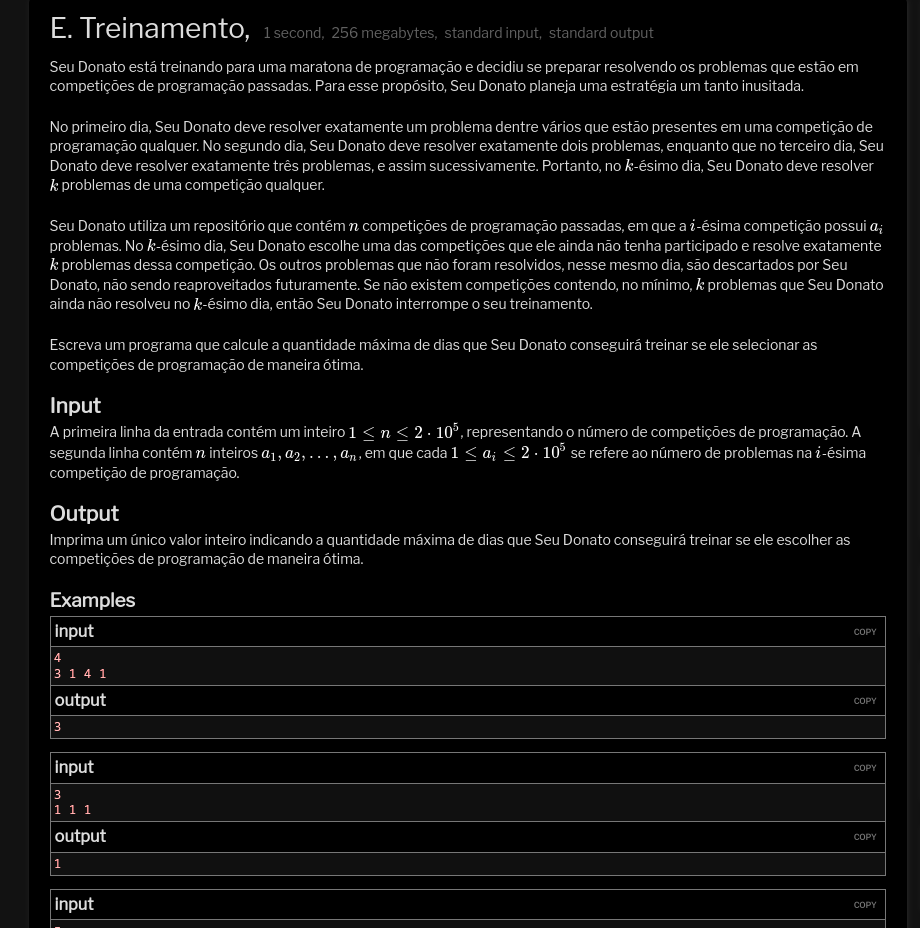 E. Treinamento, 1 second, 256 megabytes, standard input, standard output
Seu Donato está treinando para uma maratona de programação e decidiu se preparar resolvendo os problemas que estão em
competições de programação passadas. Para esse propósito, Seu Donato planeja uma estratégia um tanto inusitada.
No primeiro dia, Seu Donato deve resolver exatamente um problema dentre vários que estão presentes em uma competição de
programação qualquer. No segundo dia, Seu Donato deve resolver exatamente dois problemas, enquanto que no terceiro dia, Seu
Donato deve resolver exatamente três problemas, e assim sucessivamente. Portanto, no k-ésimo dia, Seu Donato deve resolver
k problemas de uma competição qualquer.
Seu Donato utiliza um repositório que contém n competições de programação passadas, em que a i-ésima competição possui a_i
problemas. No k-ésimo dia, Seu Donato escolhe uma das competições que ele ainda não tenha participado e resolve exatamente
k problemas dessa competição. Os outros problemas que não foram resolvidos, nesse mesmo dia, são descartados por Seu
Donato, não sendo reaproveitados futuramente. Se não existem competições contendo, no mínimo, k problemas que Seu Donato
ainda não resolveu no k-ésimo dia, então Seu Donato interrompe o seu treinamento.
Escreva um programa que calcule a quantidade máxima de dias que Seu Donato conseguirá treinar se ele selecionar as
competições de programação de maneira ótima.
Input
A primeira linha da entrada contém um inteiro 1 ≤ n ≤ 2 · 10^5, representando o número de competições de programação. A
segunda linha contém n inteiros a_1, a_2, . . . , a_n, em que cada 1 ≤ a_i ≤ 2 · 10^5 se refere ao número de problemas na i-ésima
competição de programação.
Output
Imprima um único valor inteiro indicando a quantidade máxima de dias que Seu Donato conseguirá treinar se ele escolher as
competições de programação de maneira ótima.
Examples
input COPY
4
3 1 4 1
output COPY
3
input COPY
3
1 1 1
output COPY
1
input COPY